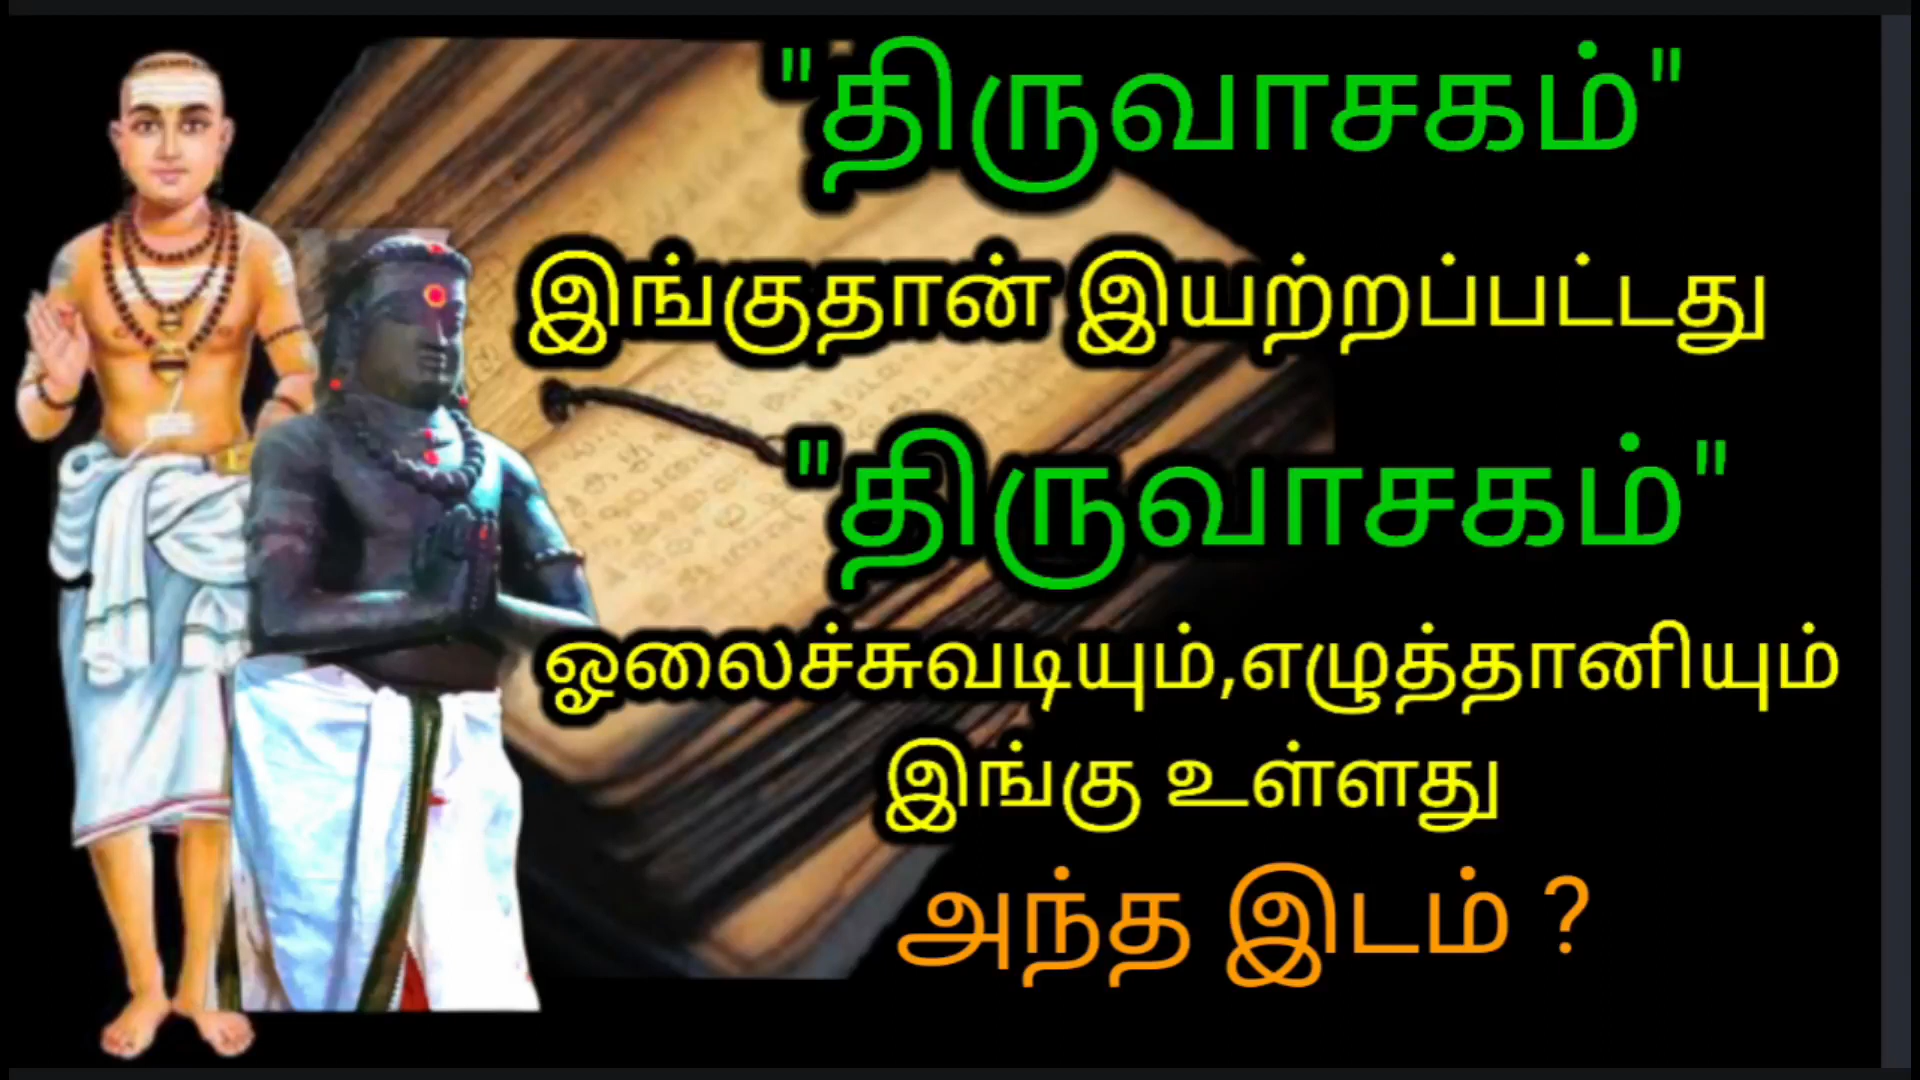 "திருவாசகம்"
இங்குதான் இயற்றப்பட்டது
"திருவாசகம்"
ஓலைச்சுவடியும்,எழுத்தானியும்
இங்கு உள்ளது
அந்த இடம் ?